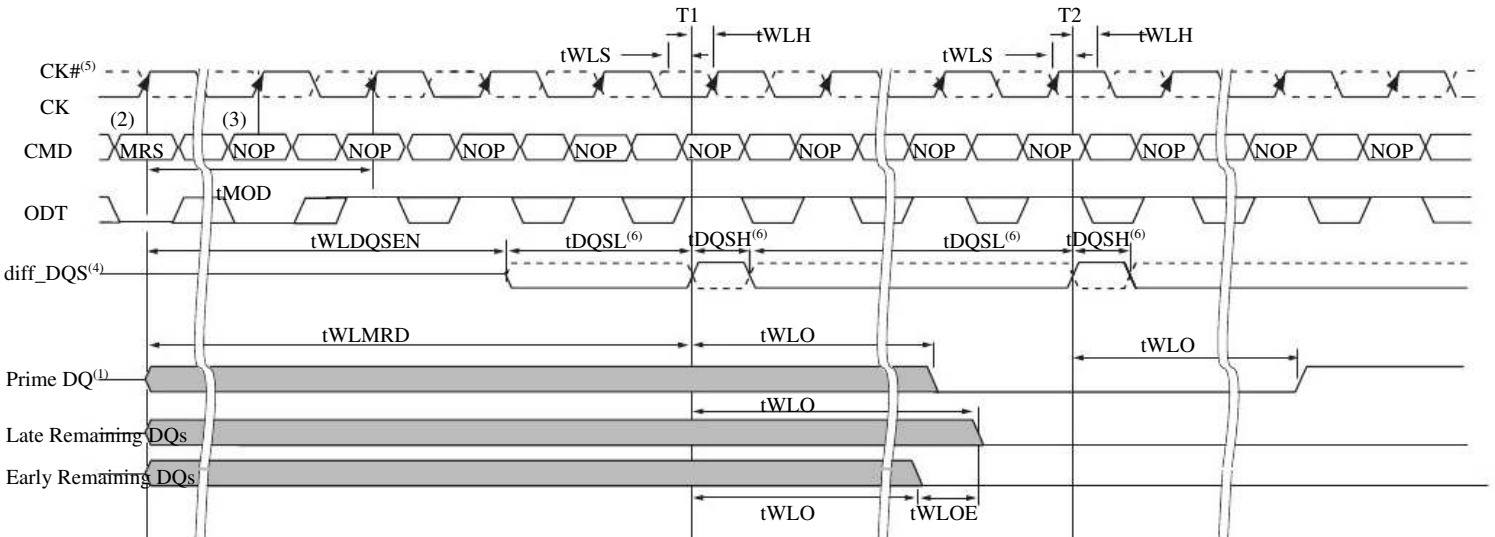 T1 T2
tWLH tWLH
tWLS tWLS
CK#(5)
CK
(2) (3)
CMD MRS NOP NOP NOP NOP NOP NOP NOP NOP NOP NOP NOP
tMOD
ODT
tWLDQSEN tDQSL(6) tDQSH(6) tDQSL(6) tDQSH(6)
diff_DQS(4)
tWLMRD tWLO tWLO
Prime DQ(1)
tWLO
Late Remaining DQs
Early Remaining DQs
tWLO tWLOE